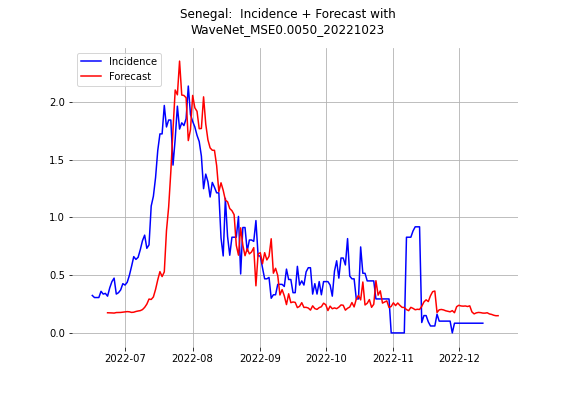 Senegal:  Incidence + Forecast with
WaveNet_MSE0.0050_20221023
Incidence
Forecast
2.0
1.5
1.0
0.5
0.0
2022-07
2022-08
2022-09
2022-10
2022-11
2022-12